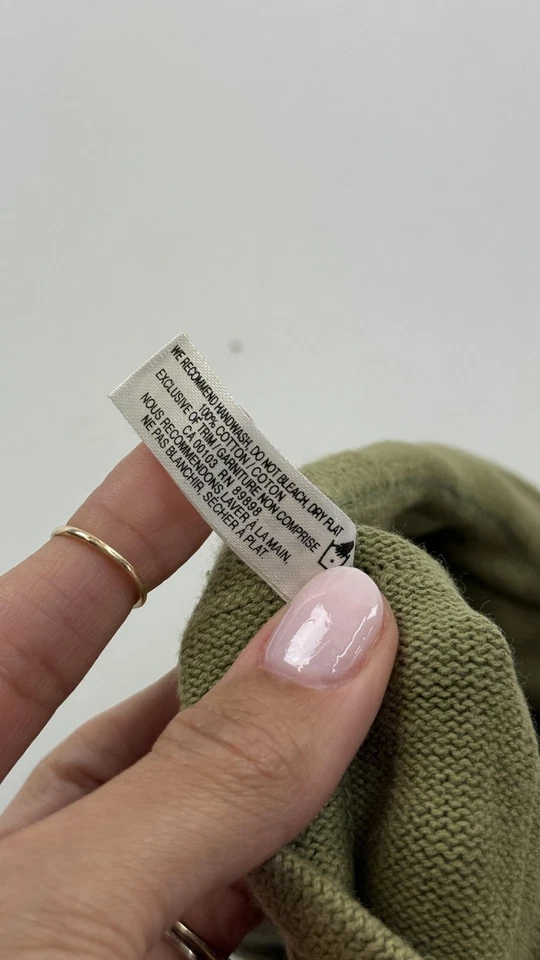 WE RECOMMEND HANDWASH, DO NOT BLEACH, DRY FLAT
100% COTTON / COTON
EXCLUSIVE OF TRIM / GARNITURE NON COMPRISE
CA 00103 RN 89898
NOUS RECOMMENDONS LAVER À LA MAIN,
NE PAS BLANCHIR, SÉCHER À PLAT